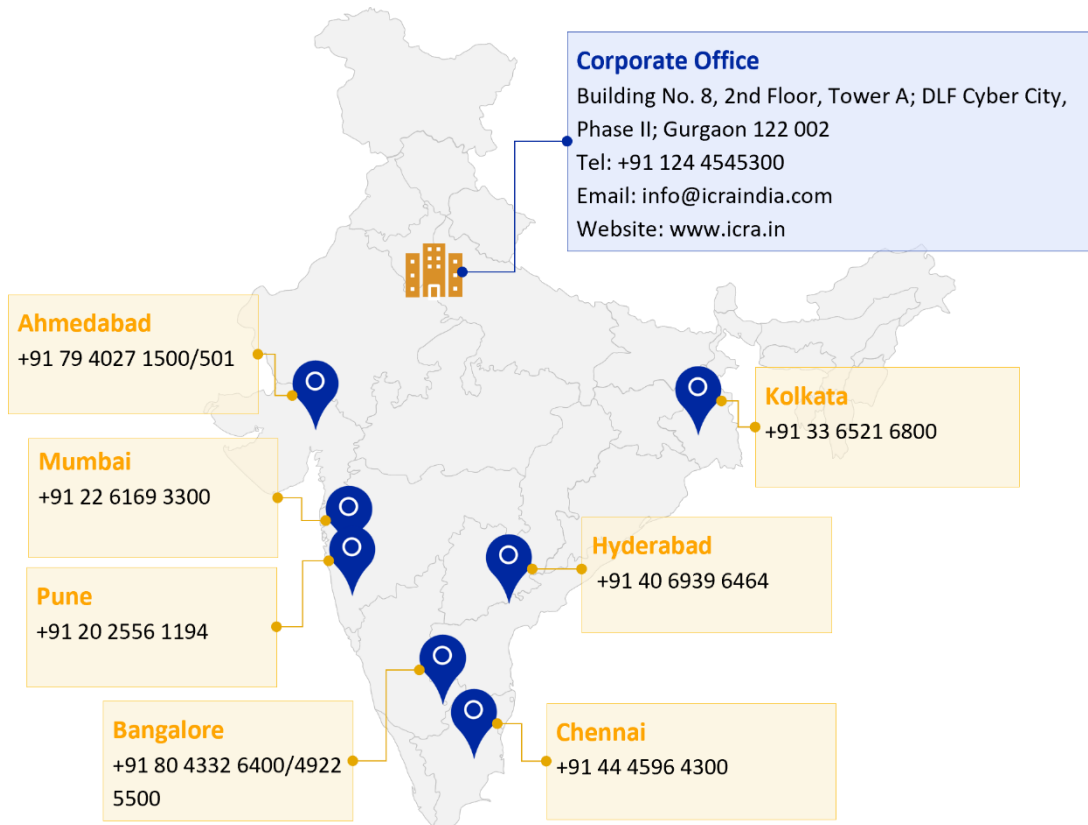 Corporate Office
Building No. 8, 2nd Floor, Tower A; DLF Cyber City,
Phase II; Gurgaon 122 002
Tel: +91 124 4545300
Email: info@icraindia.com
Website: www.icra.in
Ahmedabad
+91 79 4027 1500/501
Kolkata
+91 33 6521 6800
Mumbai
+91 22 6169 3300
Hyderabad
+91 40 6939 6464
Pune
+91 20 2556 1194
Bangalore
+91 80 4332 6400/4922
5500
Chennai
+91 44 4596 4300